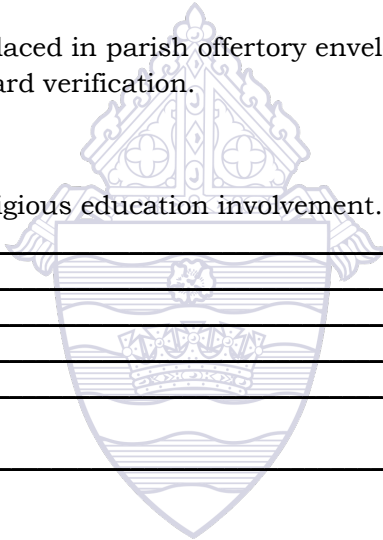 laced in parish offertory envel
ard verification.
igious education involvement.